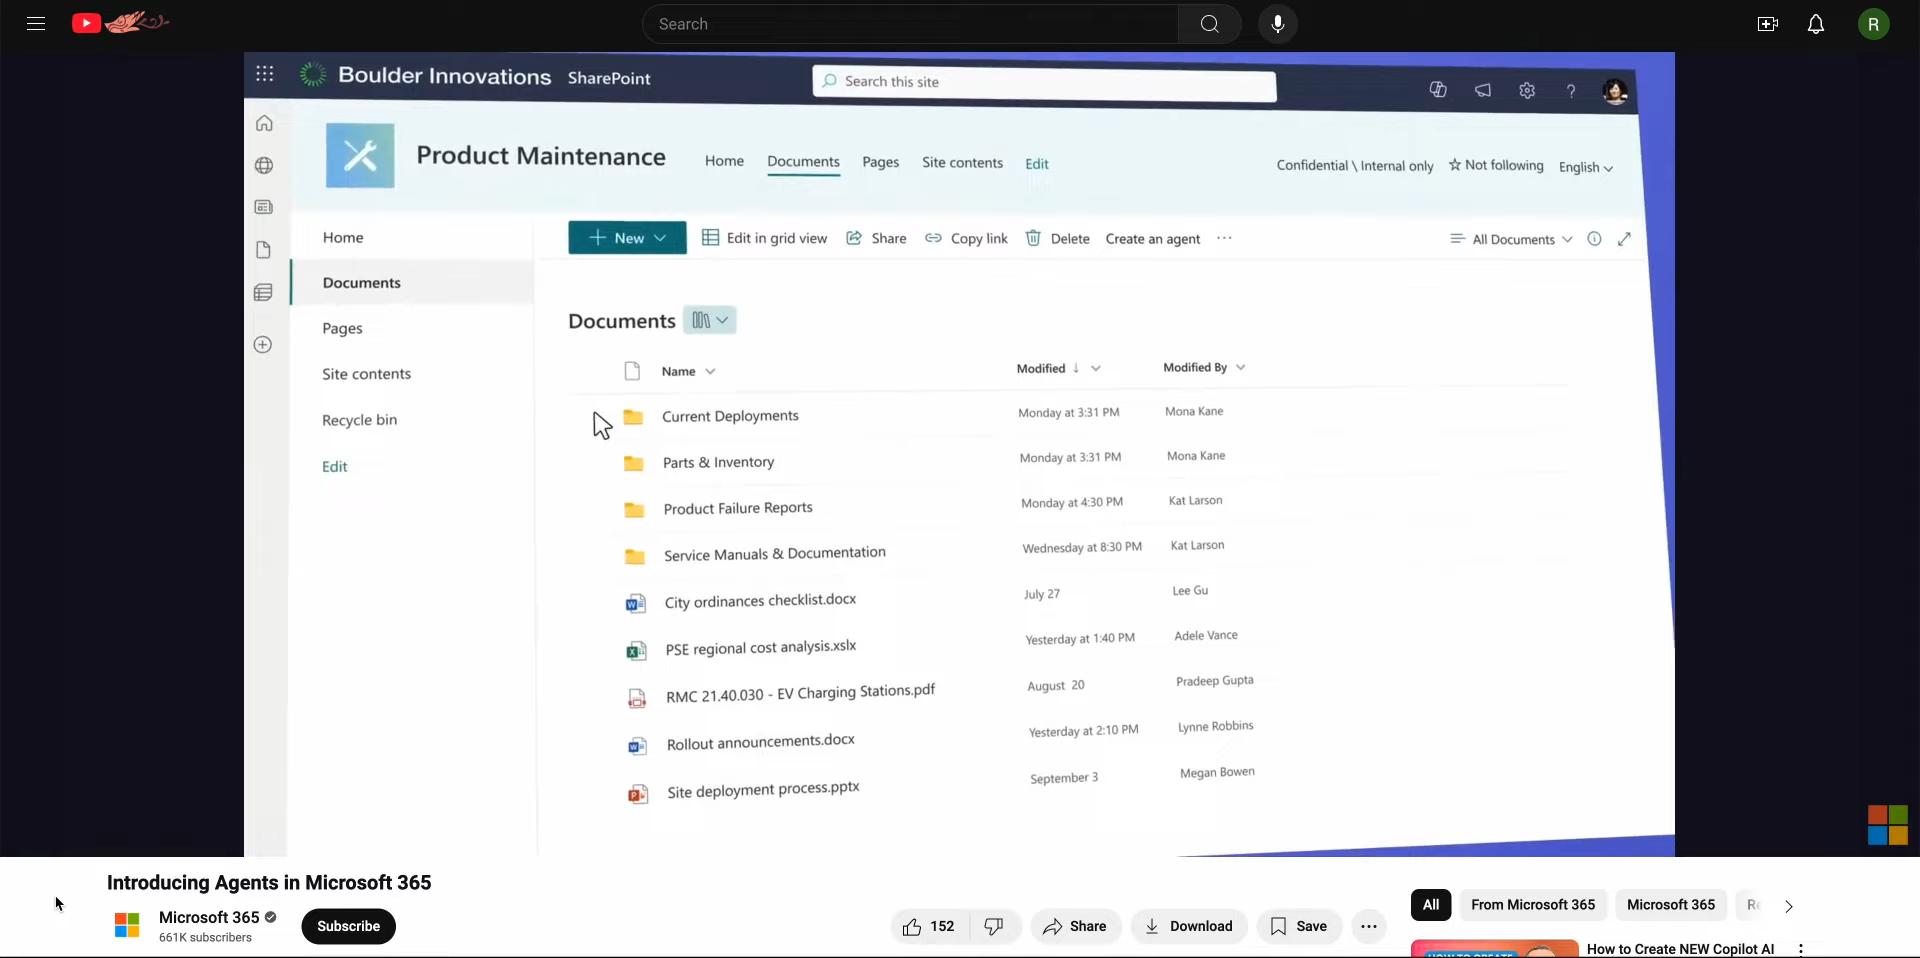 Search
R
Boulder Innovations SharePoint
Search this site
?
Product Maintenance
Home Documents Pages Site contents Edit
Confidential \ Internal only Not following English
Home
Documents
Pages
Site contents
Recycle bin
Edit
New Edit in grid view Share Copy link Delete Create an agent ...
All Documents
Documents
Name Modified Modified By
Current Deployments Monday at 3:31 PM Mona Kane
Parts & Inventory Monday at 3:31 PM Mona Kane
Product Failure Reports Monday at 4:30 PM Kat Larson
Service Manuals & Documentation Wednesday at 8:30 PM Kat Larson
City ordinances checklist.docx July 27 Lee Gu
PSE regional cost analysis.xslx Yesterday at 1:40 PM Adele Vance
RMC 21.40.030 - EV Charging Stations.pdf August 20 Pradeep Gupta
Rollout announcements.docx Yesterday at 2:10 PM Lynne Robbins
Site deployment process.pptx September 3 Megan Bowen
Introducing Agents in Microsoft 365
Microsoft 365
661K subscribers
Subscribe
152
Share
Download
Save
All From Microsoft 365 Microsoft 365
How to Create NEW Copilot AI